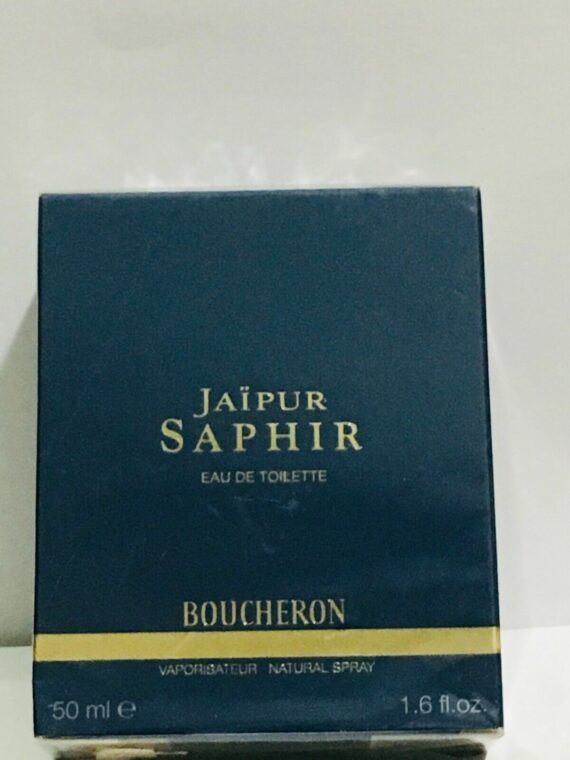 JAÏPUR
SAPHIR
EAU DE TOILETTE
BOUCHERON
VAPORISATEUR NATURAL SPRAY
50 ml ℮ 1.6 fl.oz.